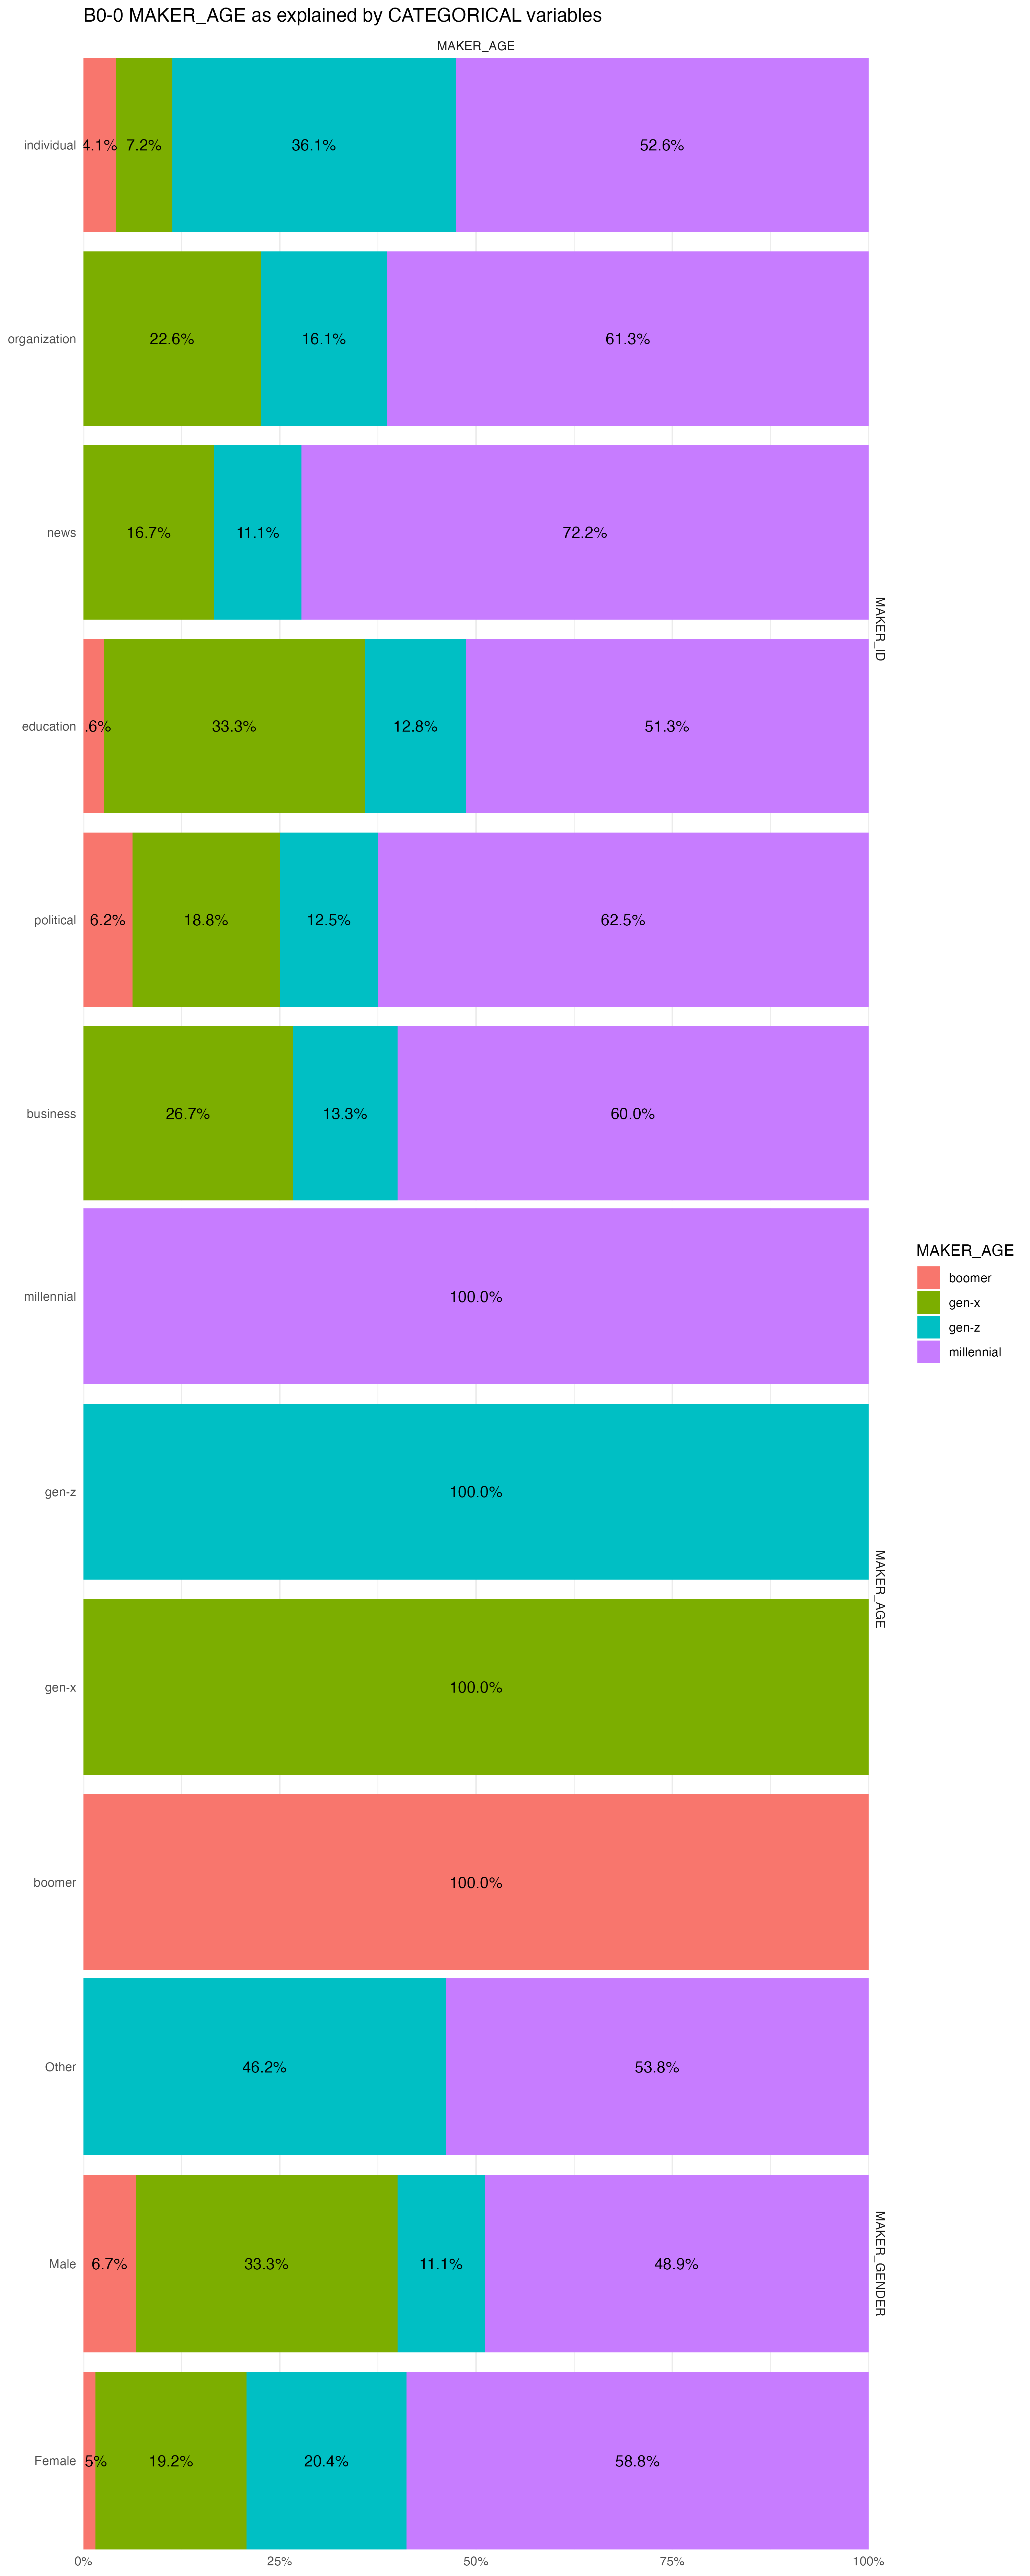 B0-0 MAKER_AGE as explained by CATEGORICAL variables
MAKER_AGE
individual
4.1%
7.2%
36.1%
52.6%
organization
22.6%
16.1%
61.3%
news
16.7%
11.1%
72.2%
MAKER_ID
education
.6%
33.3%
12.8%
51.3%
political
6.2%
18.8%
12.5%
62.5%
business
26.7%
13.3%
60.0%
millennial
100.0%
MAKER_AGE
boomer
gen-x
gen-z
millennial
gen-z
100.0%
MAKER_AGE
gen-x
100.0%
boomer
100.0%
Other
46.2%
53.8%
Male
6.7%
33.3%
11.1%
48.9%
MAKER_GENDER
Female
5%
19.2%
20.4%
58.8%
0%
25%
50%
75%
100%